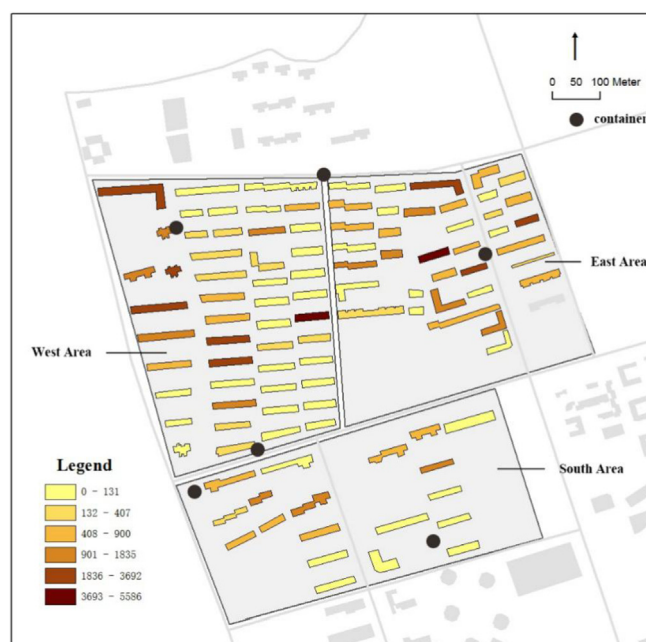 0 50 100 Meter
container
East Area
West Area
South Area
Legend
0 - 131
132 - 407
408 - 900
901 - 1835
1836 - 3692
3693 - 5586